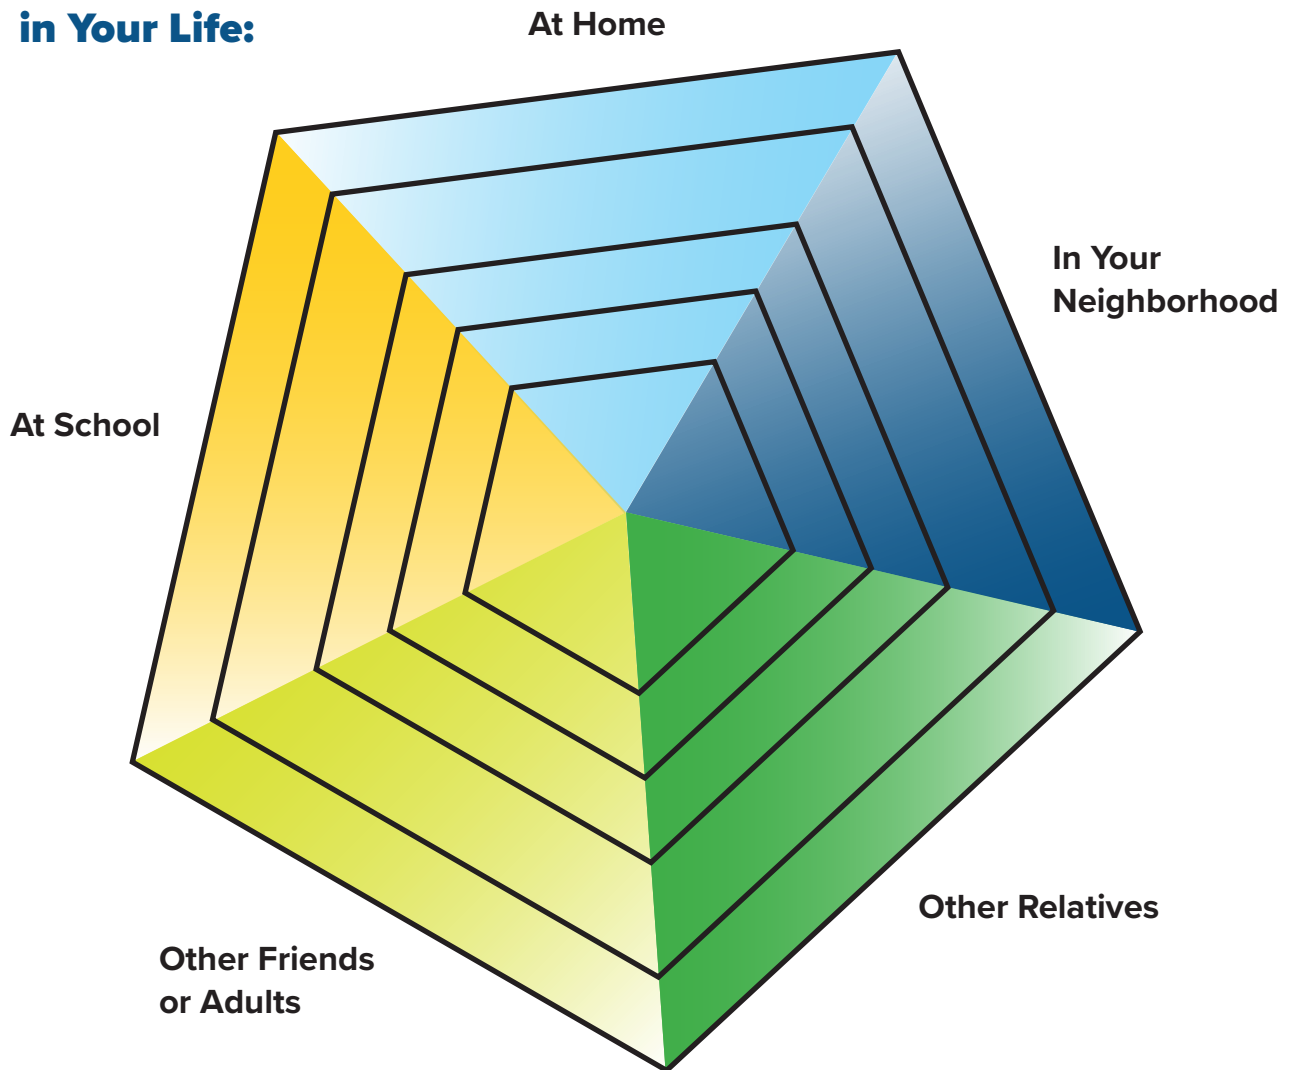 in Your Life:
At Home
In Your
Neighborhood
At School
Other Relatives
Other Friends
or Adults